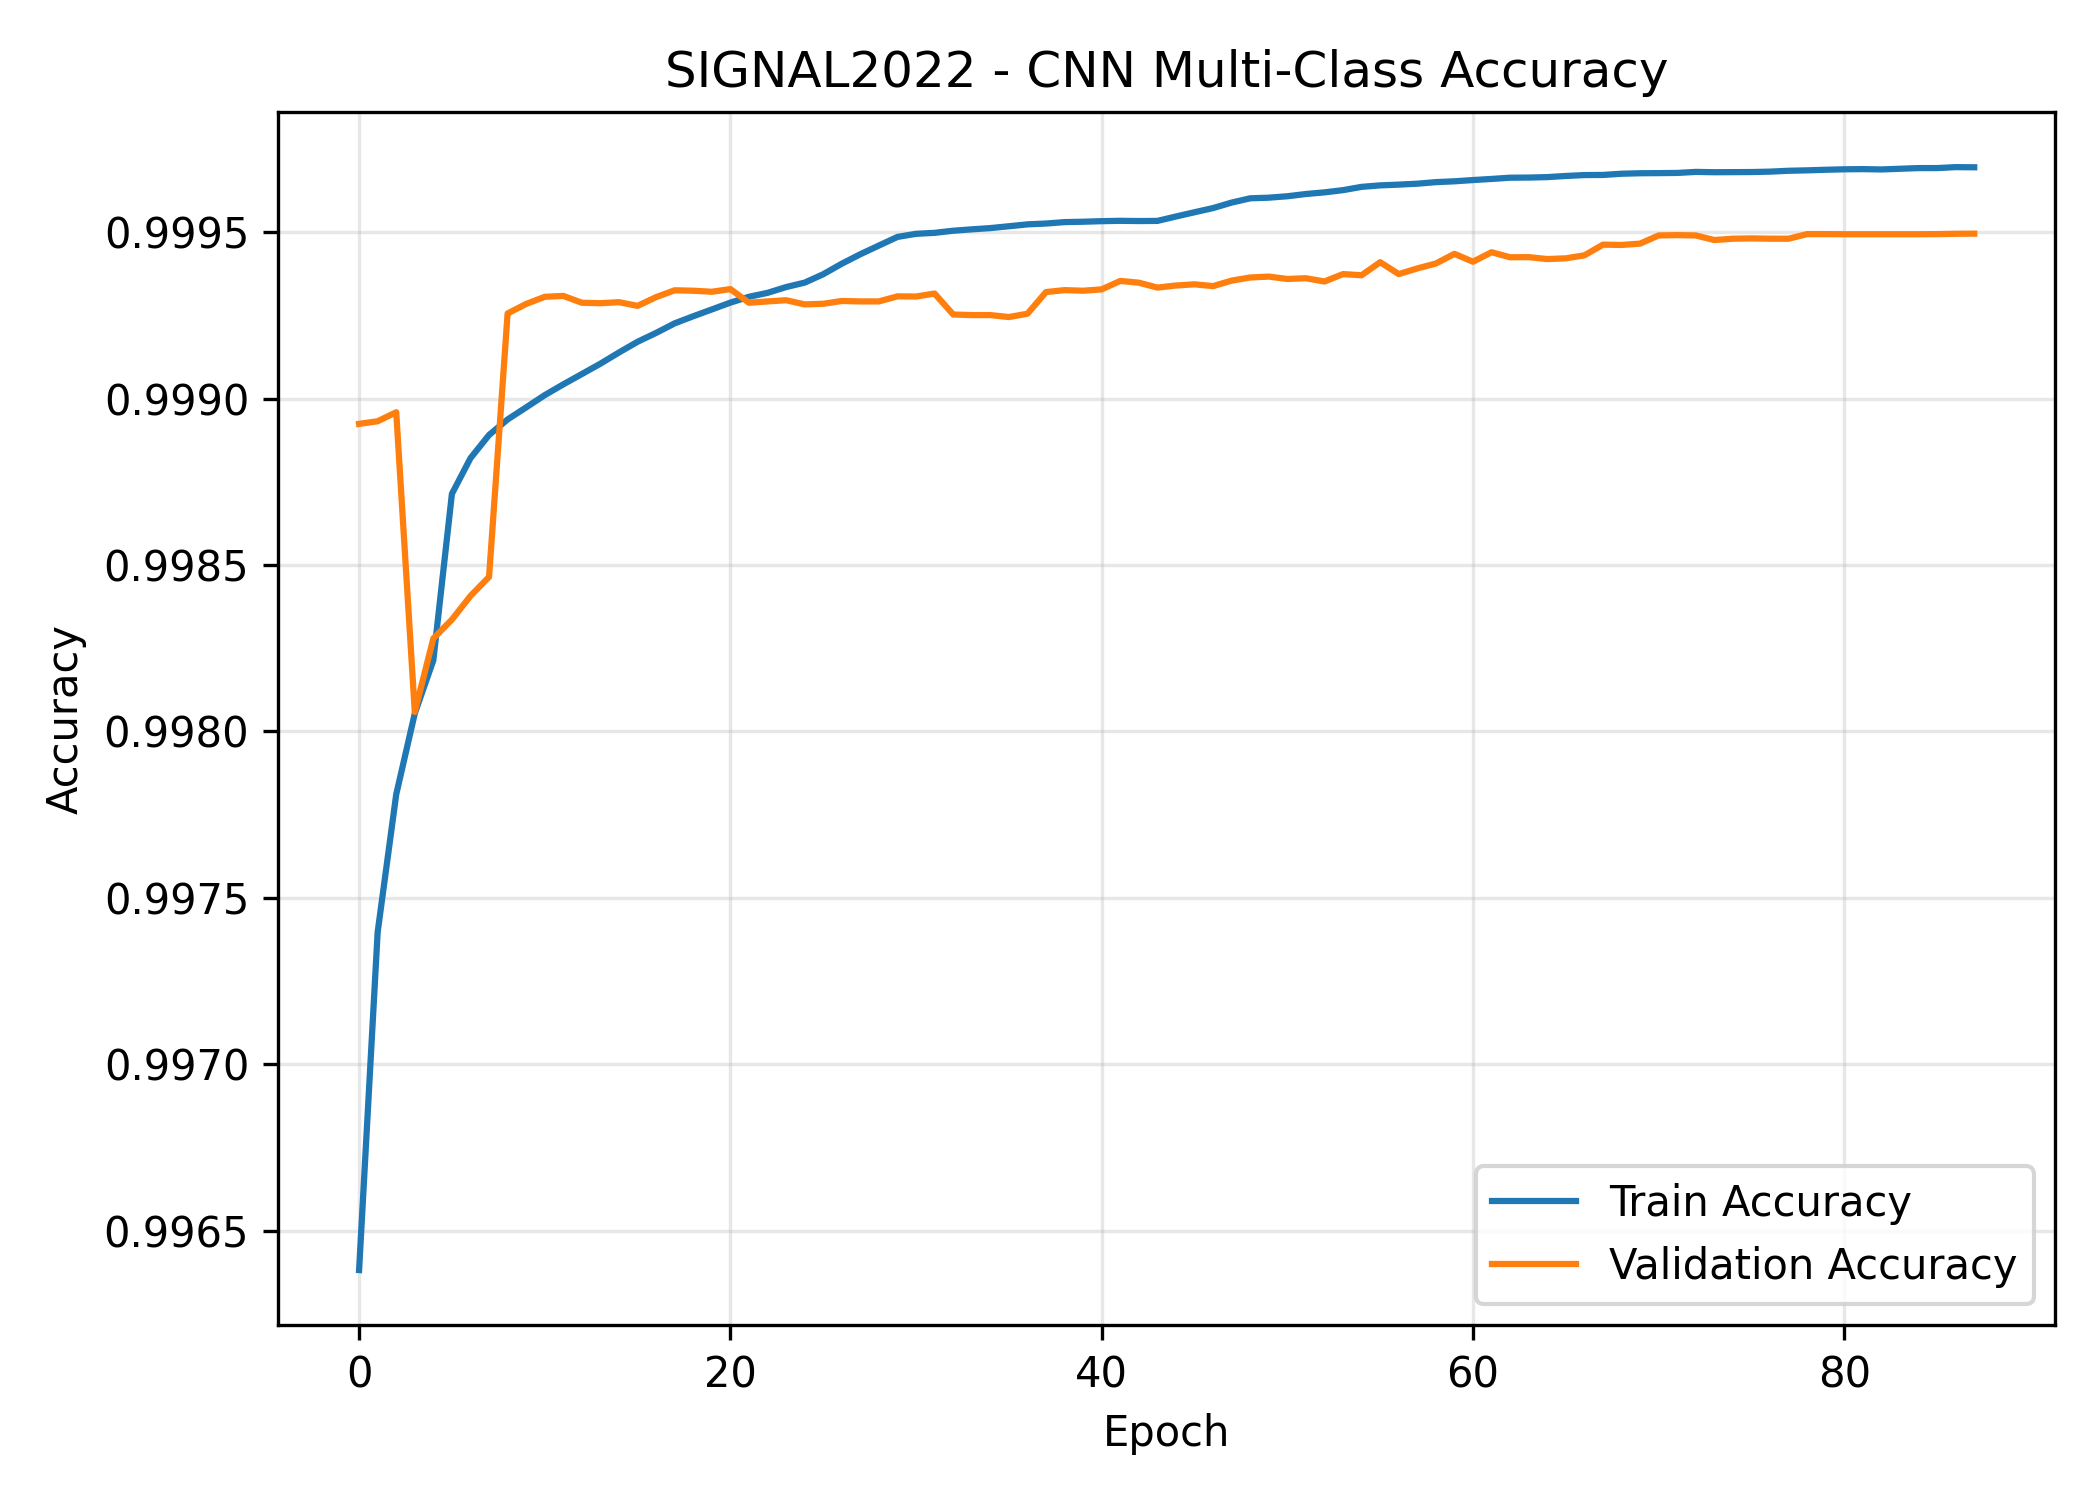 SIGNAL2022 - CNN Multi-Class Accuracy
Accuracy
0.9995
0.9990
0.9985
0.9980
0.9975
0.9970
0.9965
Train Accuracy
Validation Accuracy
0 20 40 60 80
Epoch